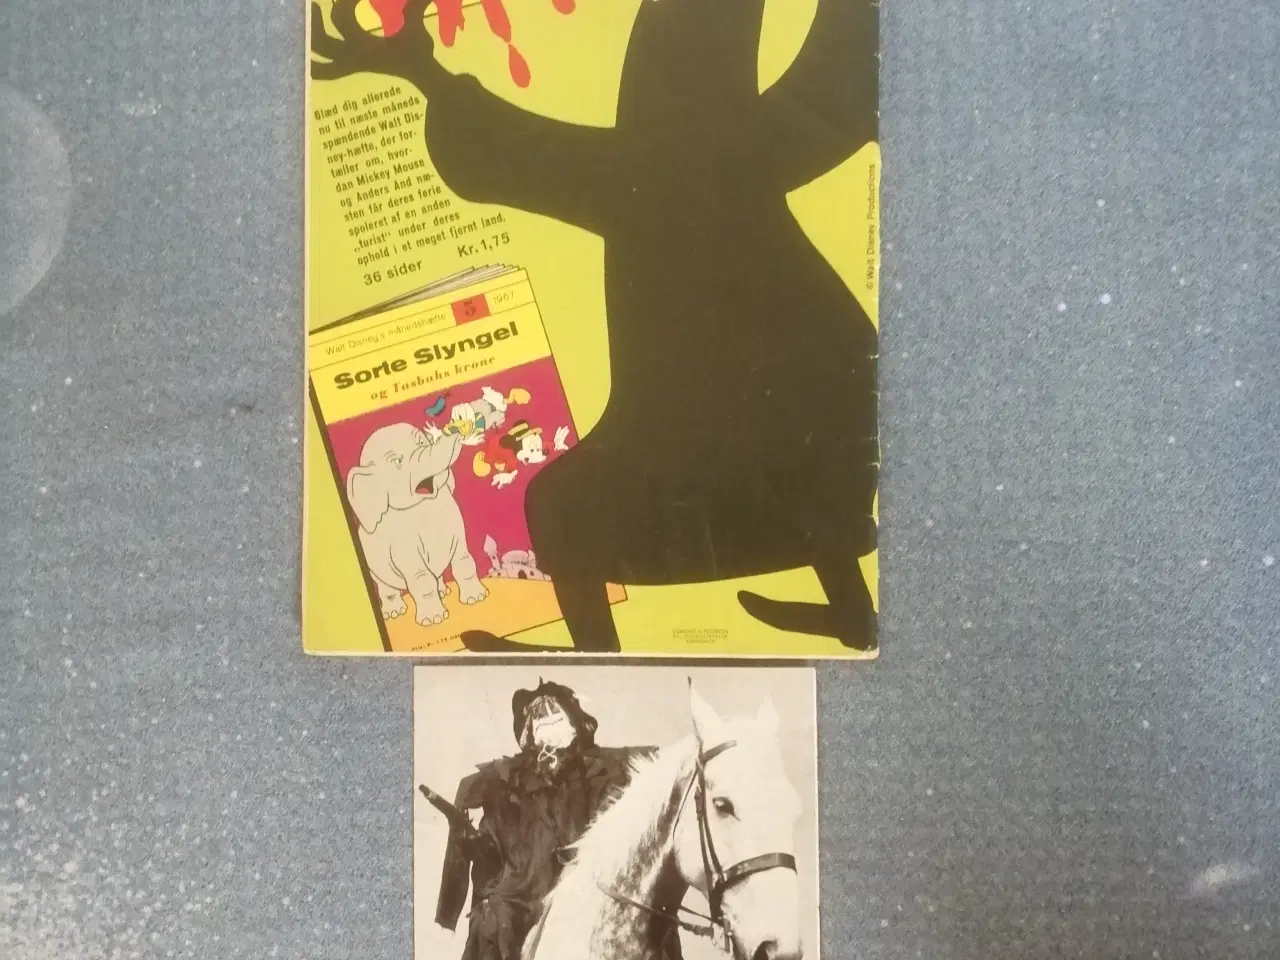 Glæd dig allerede
nu til næste måneds
spændende Walt Dis-
ney-hæfte, der for-
tæller om, hvor-
dan Mickey Mouse
og Anders And næ-
sten får deres ferie
spoleret af en anden
„turist" under deres
ophold i et meget fjernt land.
36 sider Kr. 1,75
Walt Disney's månedshæfte 5 1967
Sorte Slyngel
og Tasbahs krone
© Walt Disney Productions